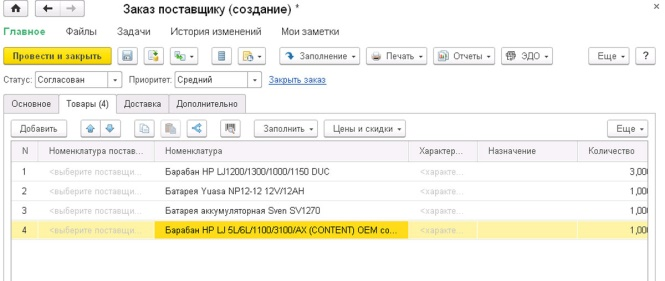 Заказ поставщику (создание) *
Главное Файлы Задачи История изменений Мои заметки
Провести и закрыть Заполнение Печать Отчеты ЭДО Еще ?
Статус: Согласован Приоритет: Средний Закрыть заказ
Основное Товары (4) Доставка Дополнительно
Добавить Заполнить Цены и скидки Еще
N Номенклатура постав... Номенклатура Характер... Назначение Количество
1 <выберите поставщи... Барабан HP LJ1200/1300/1000/1150 DUC <характе... 3,000
2 <выберите поставщи... Батарея Yuasa NP12-12 12V/12AH <характе... 1,000
3 <выберите поставщи... Батарея аккумуляторная Sven SV1270 <характе... 1,000
4 <выберите поставщи... Барабан HP LJ 5L/6L/1100/3100/AX (CONTENT) OEM co... <характе... 1,000